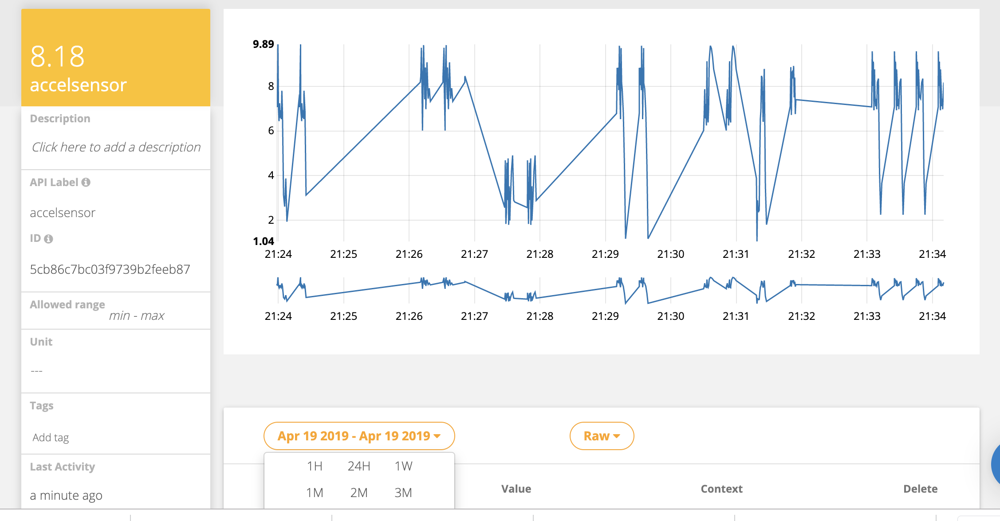 8.18
accelsensor
Description
Click here to add a description
API Label
accelsensor
ID
5cb86c7bc03f9739b2feeb87
Allowed range
min - max
Unit
---
Tags
Add tag
Last Activity
a minute ago
9.89
8
6
4
2
1.04
21:24 21:25 21:26 21:27 21:28 21:29 21:30 21:31 21:32 21:33 21:34
21:24 21:25 21:26 21:27 21:28 21:29 21:30 21:31 21:32 21:33 21:34
Apr 19 2019 - Apr 19 2019 Raw
1H 24H 1W
1M 2M 3M
Value Context Delete